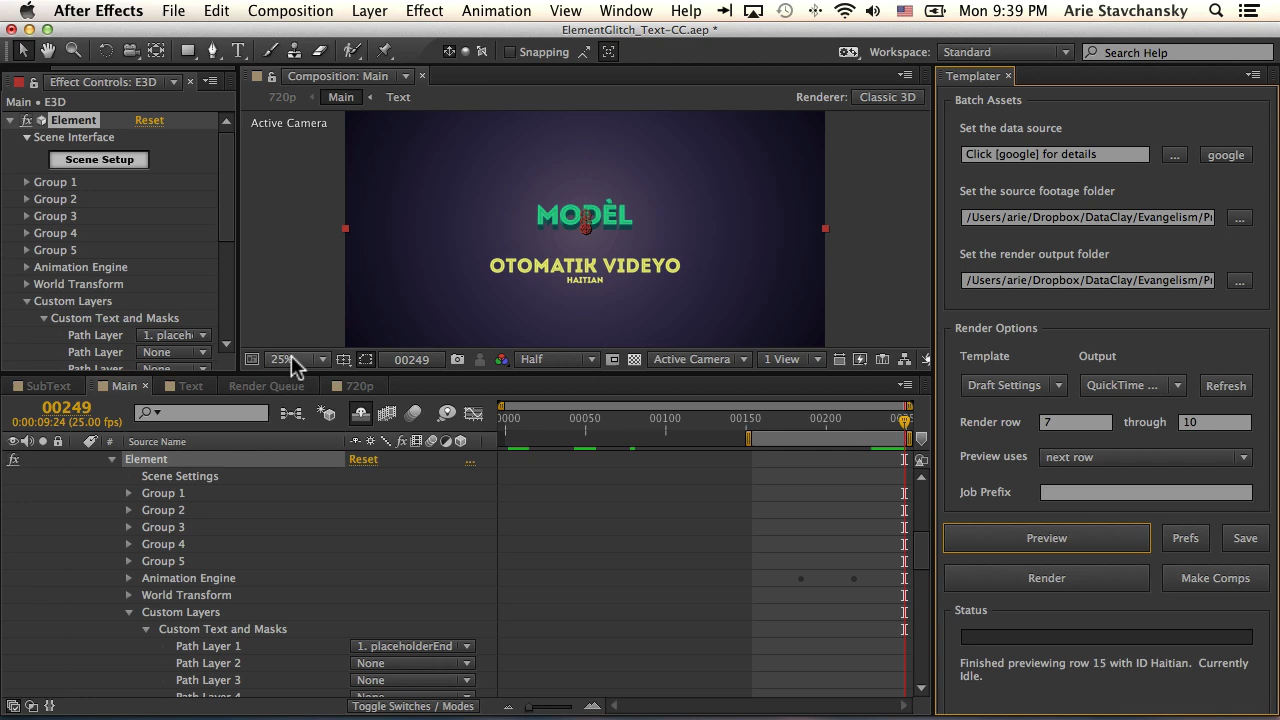 After Effects File Edit Composition Layer Effect Animation View Window Help Mon 9:39 PM Arie Stavchansky
ElementGlitch_Text-CC.aep *
Snapping Workspace: Standard Search Help
Effect Controls: E3D
Main • E3D
fx Element Reset
Scene Interface
Scene Setup
Group 1
Group 2
Group 3
Group 4
Group 5
Animation Engine
World Transform
Custom Layers
Custom Text and Masks
Path Layer 1. placeh
Path Layer None
Composition: Main
720p Main Text Renderer: Classic 3D
Active Camera
MODÈL
OTOMATIK VIDEYO
HAITIAN
25% 00249 Half Active Camera 1 View
Templater
Batch Assets
Set the data source
Click [google] for details ... google
Set the source footage folder
/Users/arie/Dropbox/DataClay/Evangelism/P ...
Set the render output folder
/Users/arie/Dropbox/DataClay/Evangelism/P ...
Render Options
Template Output
Draft Settings QuickTime ... Refresh
Render row 7 through 10
Preview uses next row
Job Prefix
Preview Prefs Save
Render Make Comps
Status
Finished previewing row 15 with ID Haitian. Currently
Idle.
SubText Main Text Render Queue 720p
00249
0:00:09:24 (25.00 fps)
0000 00050 00100 00150 00200
# Source Name
fx Element Reset ...
Scene Settings
Group 1
Group 2
Group 3
Group 4
Group 5
Animation Engine
World Transform
Custom Layers
Custom Text and Masks
Path Layer 1 1. placeholderEnd
Path Layer 2 None
Path Layer 3 None
Path Layer 4 None
Toggle Switches / Modes